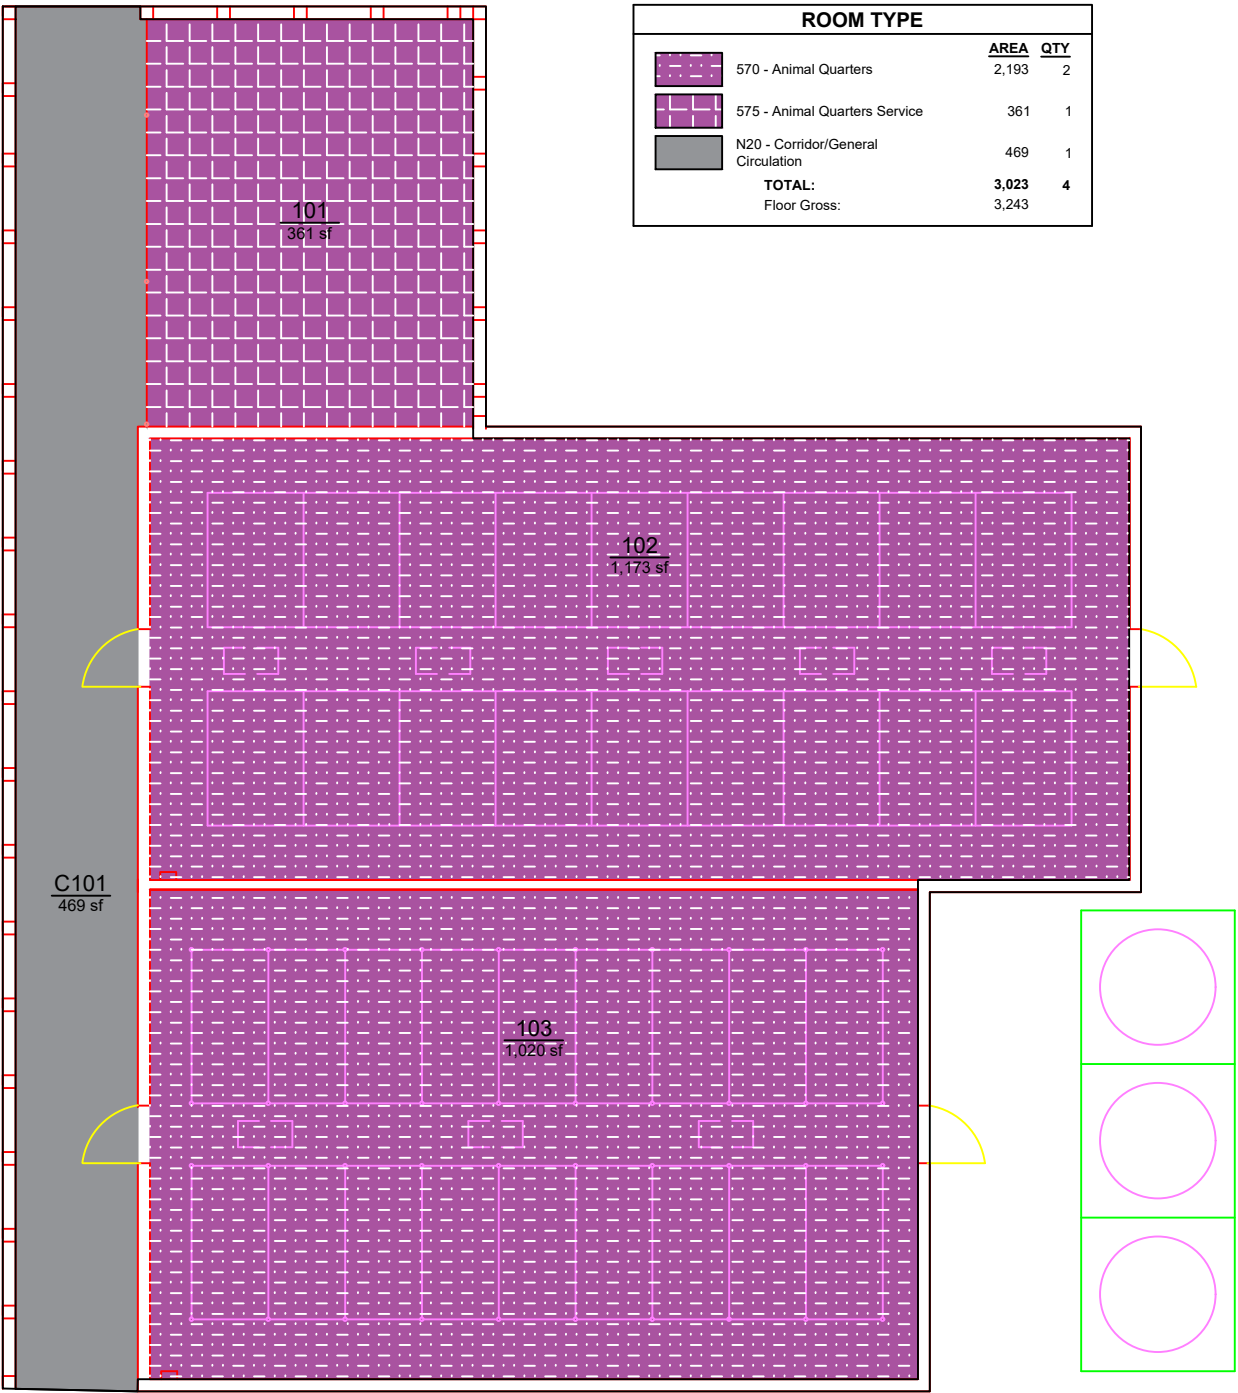 ROOM TYPE
AREA QTY
570 - Animal Quarters 2,193 2
575 - Animal Quarters Service 361 1
N20 - Corridor/General
Circulation 469 1
TOTAL: 3,023 4
Floor Gross: 3,243
101
361 sf
102
1,173 sf
C101
469 sf
103
1,020 sf